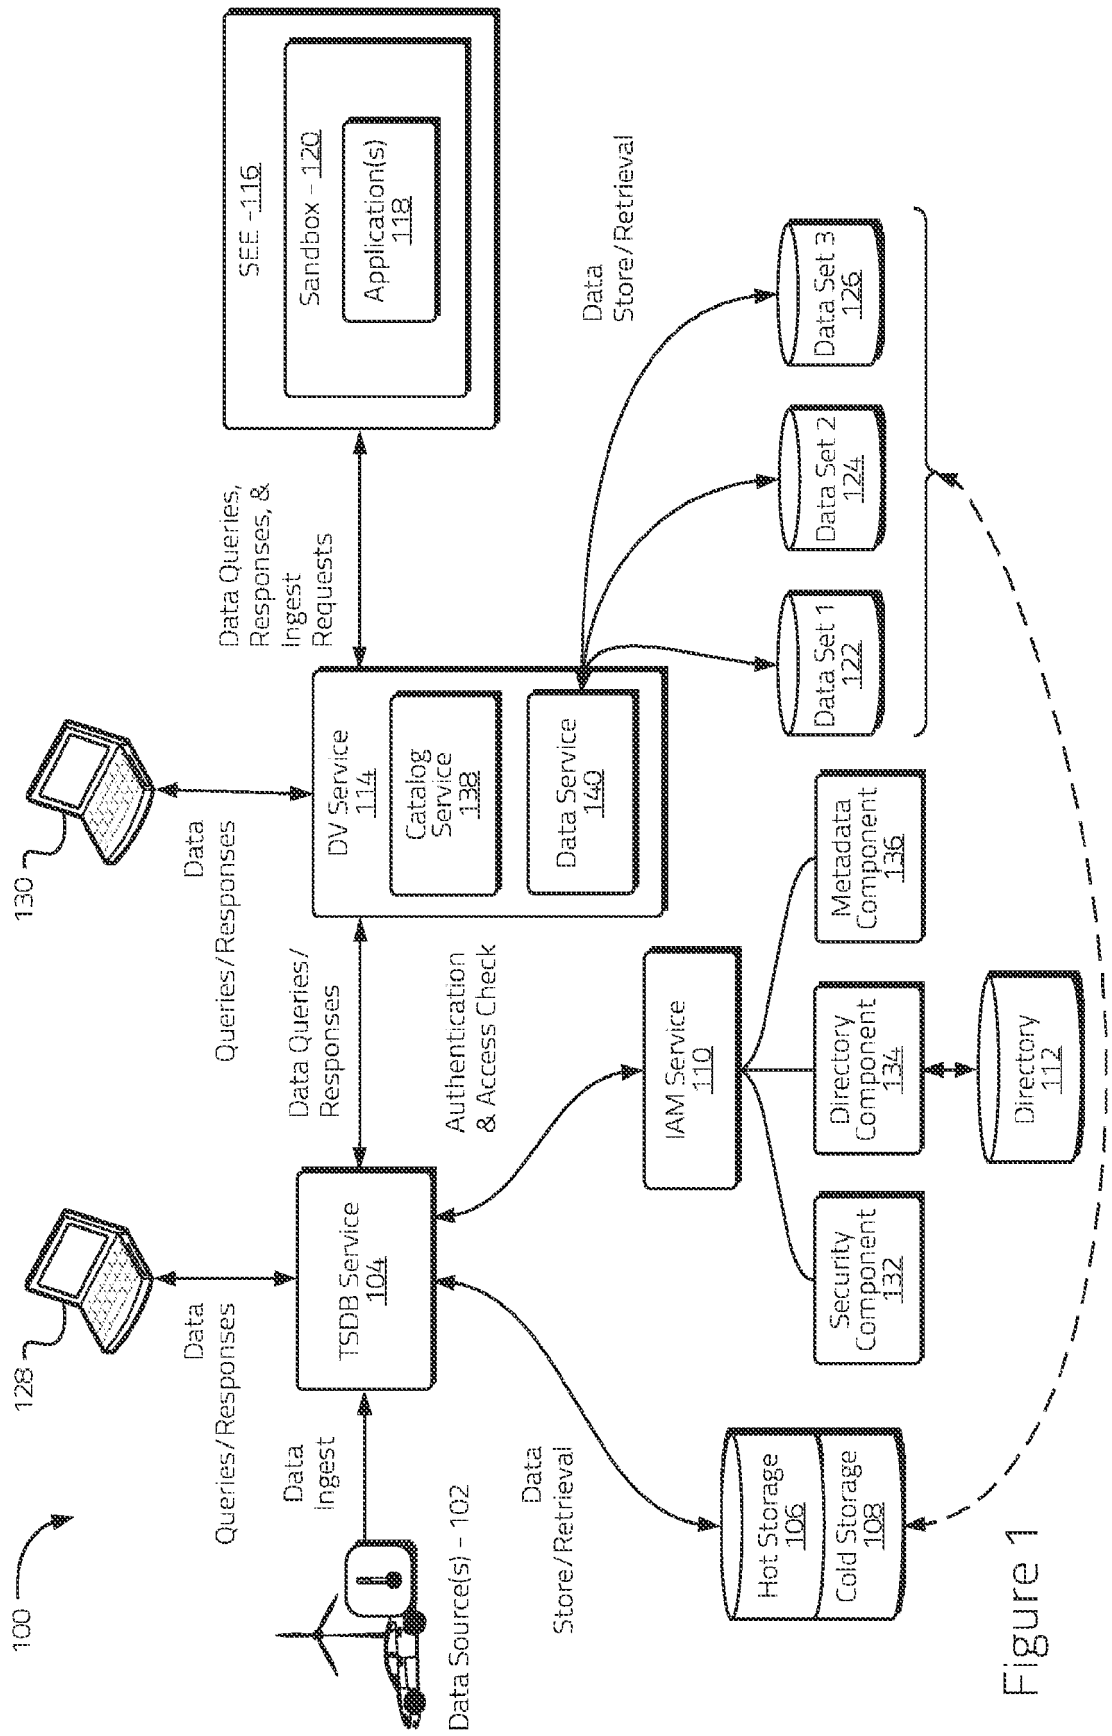 100
128
130
Data
Queries/Responses
Data
Queries/Responses
Data
Ingest
Data Source(s) – 102
TSDB Service
104
Data Queries/
Responses
DV Service
114
Catalog
Service
138
Data Service
140
Data Queries,
Responses, &
Ingest
Requests
SEE –116
Sandbox – 120
Application(s)
118
Authentication
& Access Check
Data
Store/Retrieval
Data
Store/Retrieval
IAM Service
110
Hot Storage
106
Cold Storage
108
Security
Component
132
Directory
Component
134
Metadata
Component
136
Directory
112
Data Set 1
122
Data Set 2
124
Data Set 3
126
Figure 1